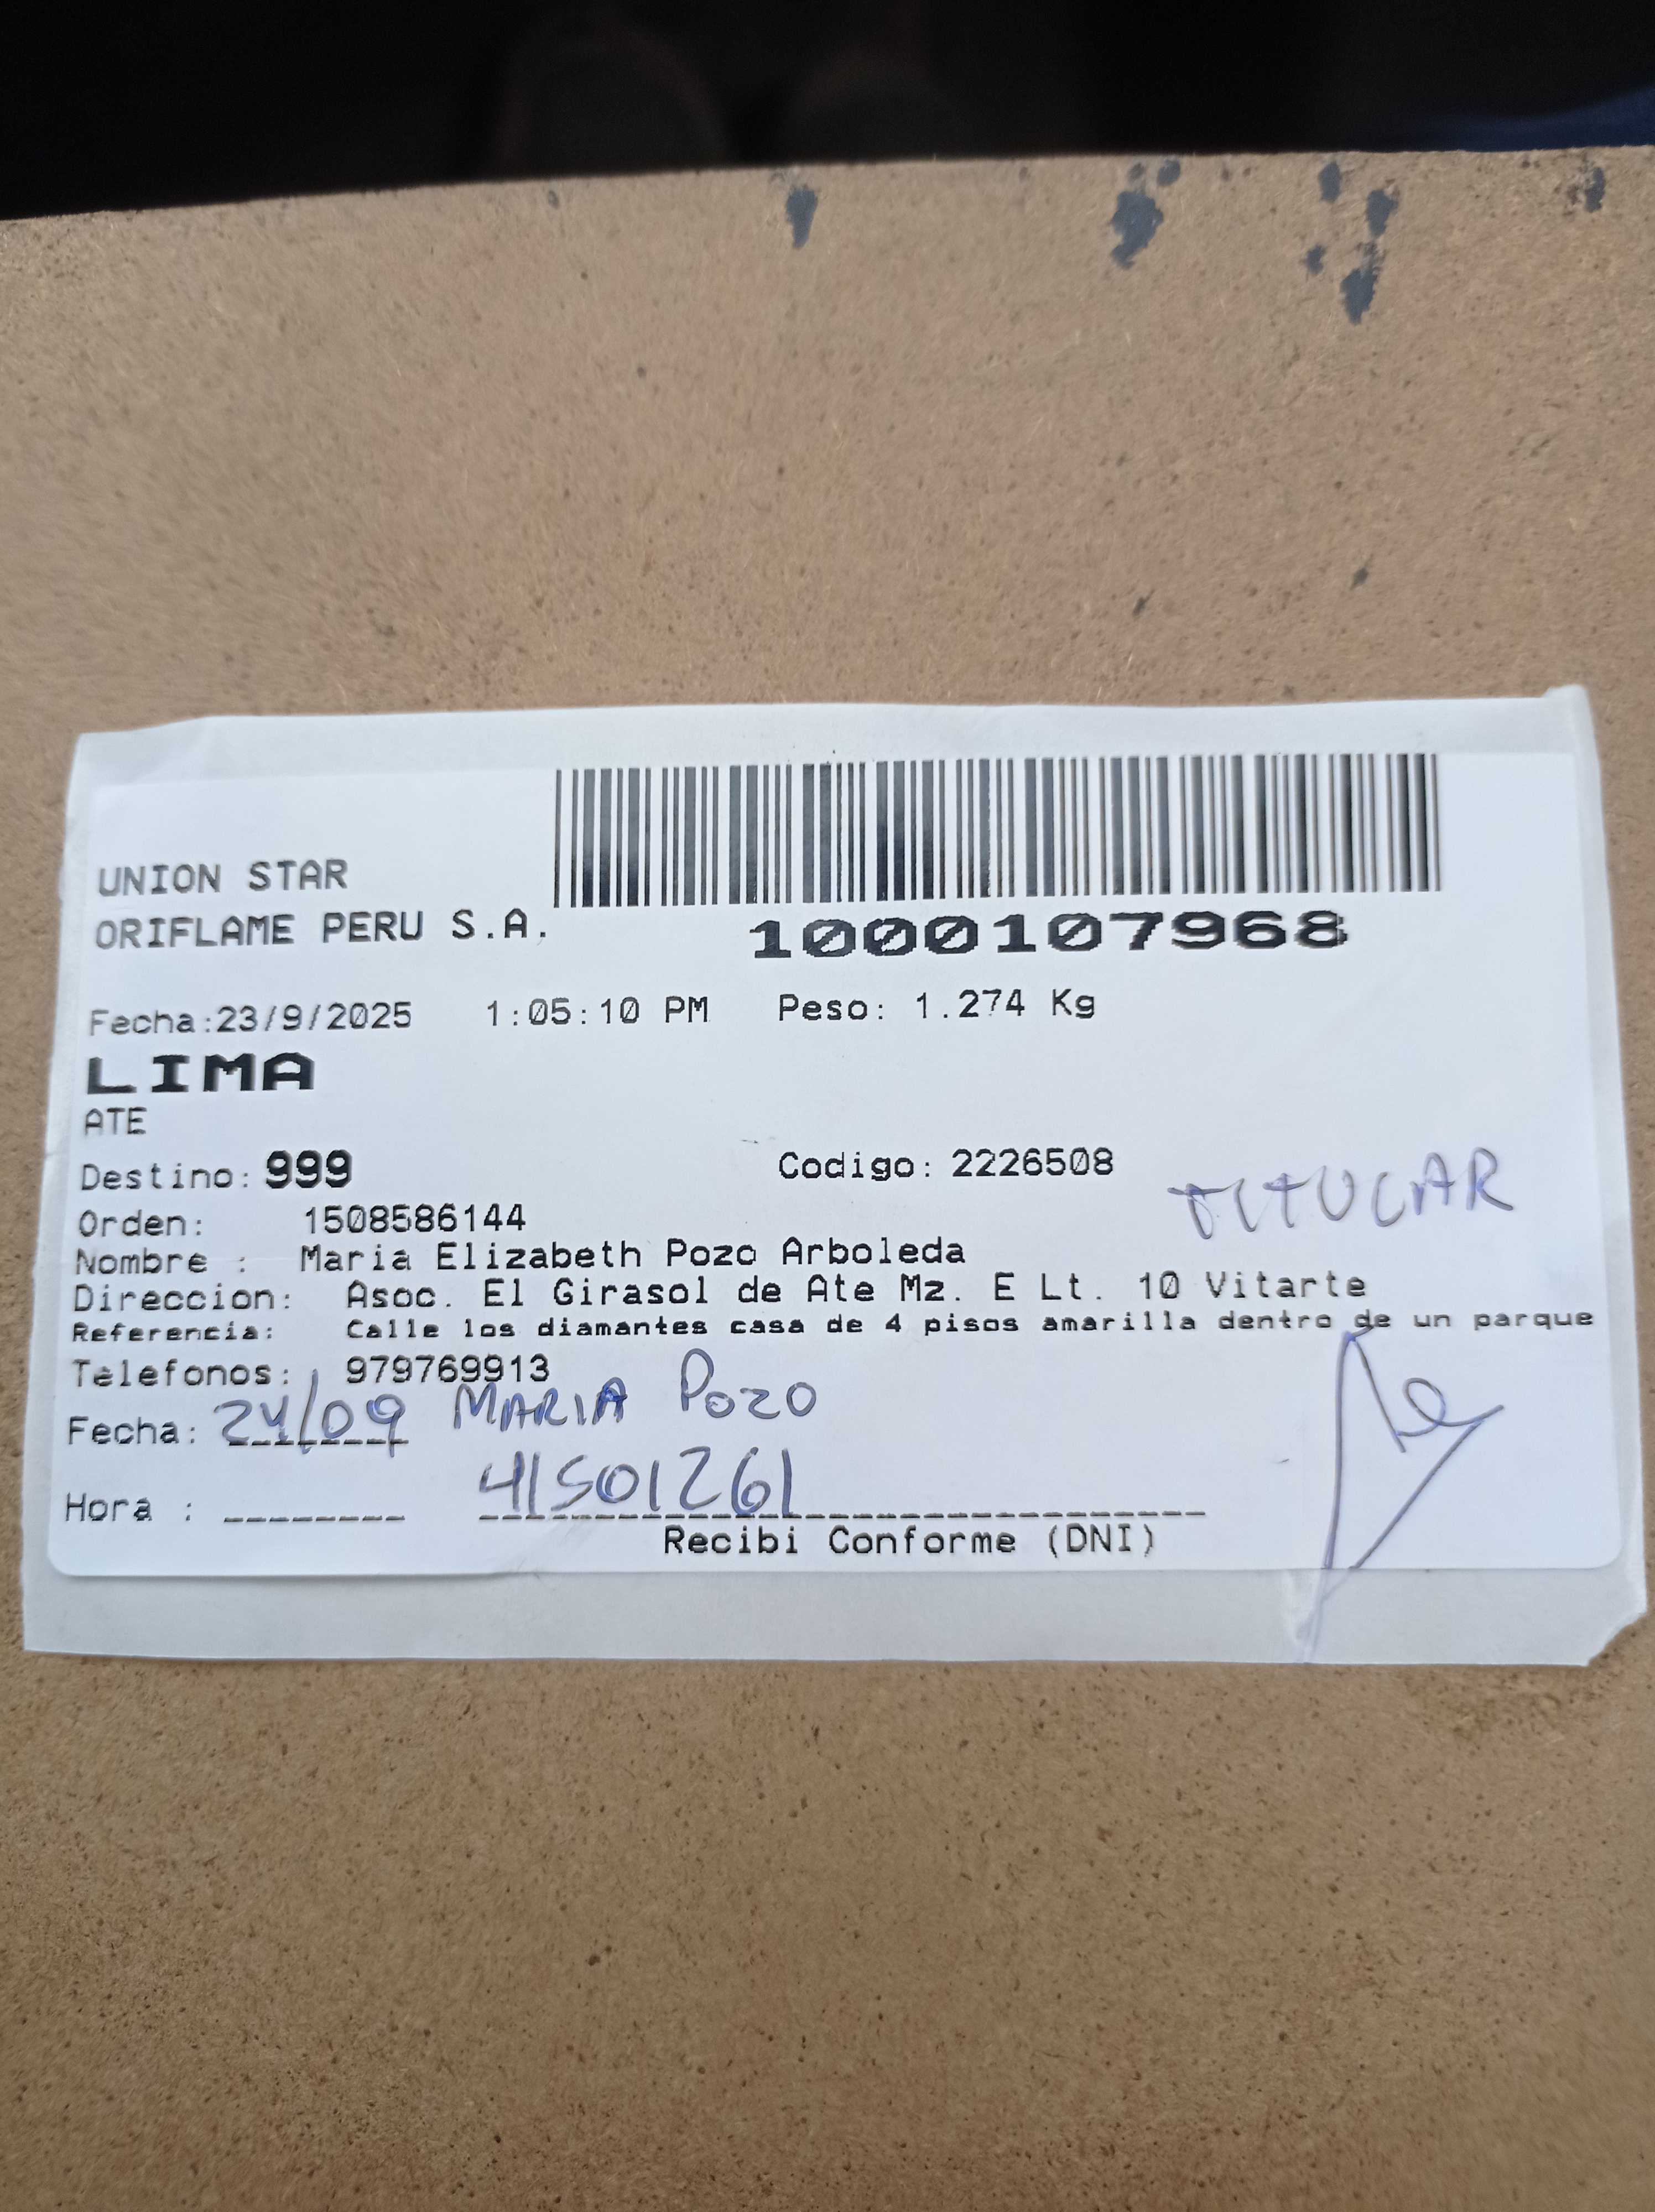 UNION STAR
ORIFLAME PERU S.A.
1000107968
Fecha:23/9/2025 1:05:10 PM Peso: 1.274 Kg
LIMA
ATE
Destino: 999 Codigo: 2226508
TITULAR
Orden: 1508586144
Nombre : Maria Elizabeth Pozo Arboleda
Direccion: Asoc. El Girasol de Ate Mz. E Lt. 10 Vitarte
Referencia: Calle los diamantes casa de 4 pisos amarilla dentro de un parque
Telefonos: 979769913
Fecha: 24/09 MARIA POZO
Hora : 41501261
Recibi Conforme (DNI)